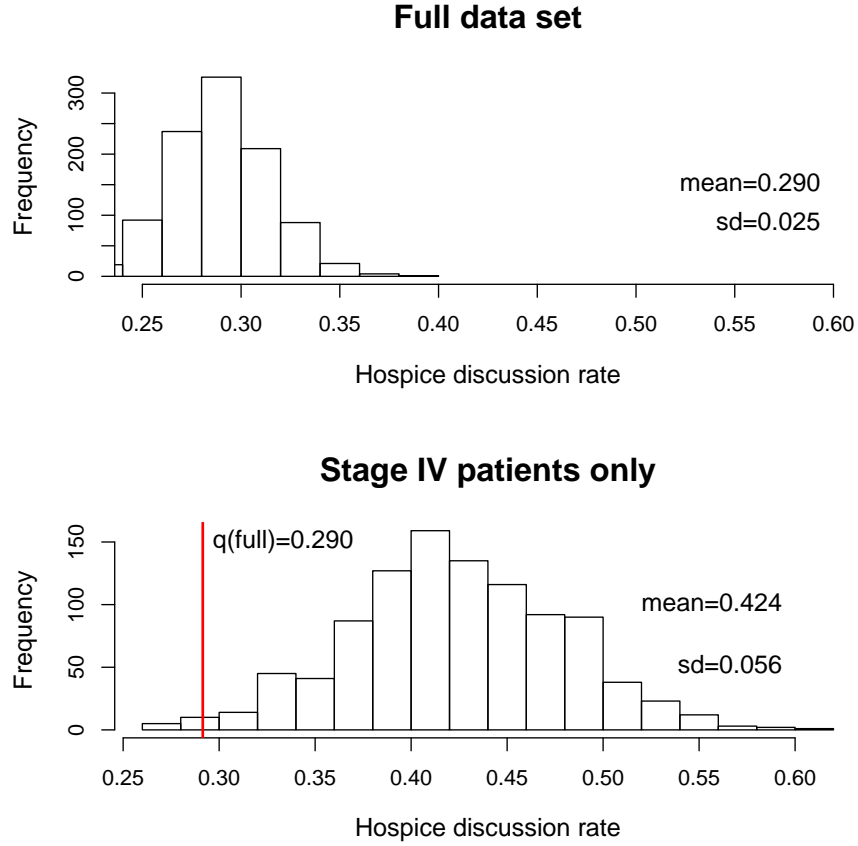 Full data set
Frequency
0
100
200
300
mean=0.290
sd=0.025
0.25 0.30 0.35 0.40 0.45 0.50 0.55 0.60
Hospice discussion rate
Stage IV patients only
Frequency
0
50
100
150
q(full)=0.290
mean=0.424
sd=0.056
0.25 0.30 0.35 0.40 0.45 0.50 0.55 0.60
Hospice discussion rate